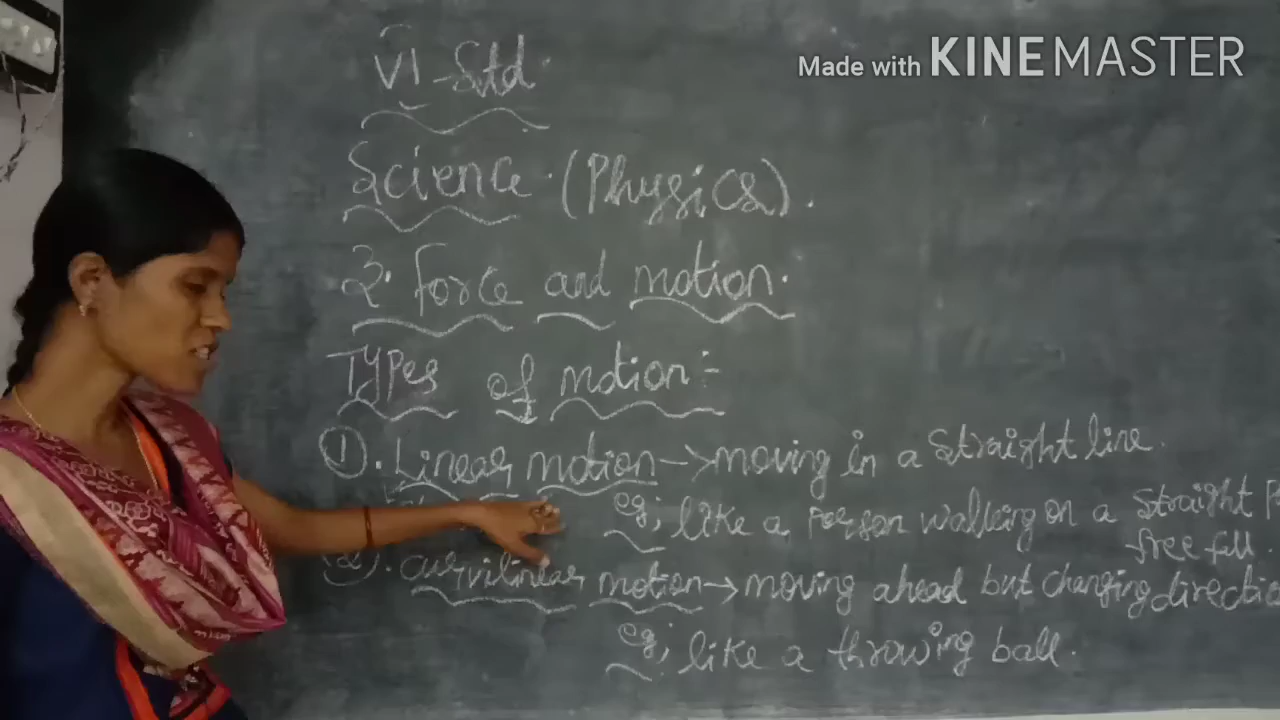 Made with KINEMASTER
VI-Std.
Science. (Physics).
2. Force and motion.
Types of motion:-
①. Linear motion → moving in a straight line.
eg; like a person walking on a straight
free fall.
(2). curvilinear motion → moving ahead but changing
eg; like a throwing ball.